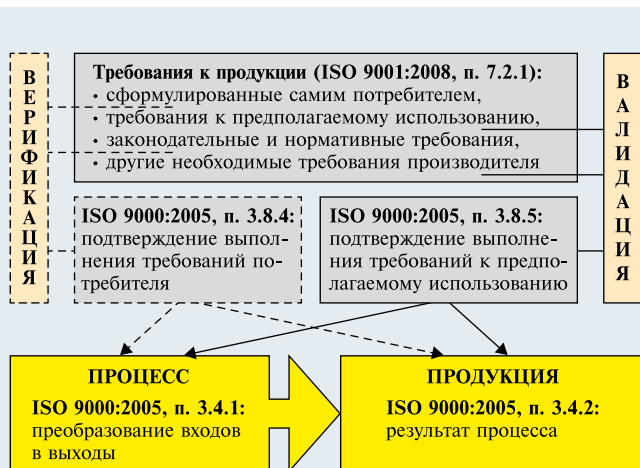 ВЕРИФИКАЦИЯ
Требования к продукции (ISO 9001:2008, п. 7.2.1):
· сформулированные самим потребителем,
· требования к предполагаемому использованию,
· законодательные и нормативные требования,
· другие необходимые требования производителя
ВАЛИДАЦИЯ
ISO 9000:2005, п. 3.8.4:
подтверждение выпол-
нения требований по-
требителя
ISO 9000:2005, п. 3.8.5:
подтверждение выполне-
ния требований к предпо-
лагаемому использованию
ПРОЦЕСС
ISO 9000:2005, п. 3.4.1:
преобразование входов
в выходы
ПРОДУКЦИЯ
ISO 9000:2005, п. 3.4.2:
результат процесса